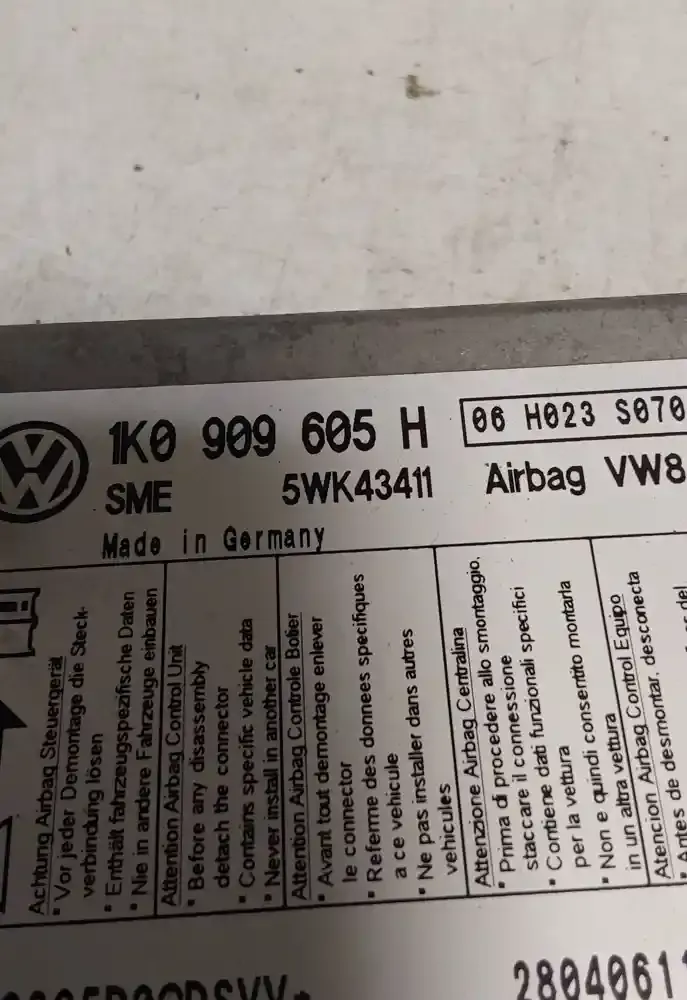 1K0 909 605 H
06 H023 S070
SME 5WK43411 Airbag VW8
Made in Germany
Achtung Airbag Steuergerät
• Vor jeder Demontage die Steck-
verbindung lösen
• Enthält fahrzeugspezifische Daten
• Nie in andere Fahrzeuge einbauen
Attention Airbag Control Unit
• Before any disassembly
detach the connector
• Contains specific vehicle data
• Never install in another car
Attention Airbag Controle Boitier
• Avant tout demontage enlever
le connector
• Referme des donnees specifiques
a ce vehicule
• Ne pas installer dans autres
vehicules
Attenzione Airbag Centralina
• Prima di procedere allo smontaggio,
staccare il connessione
• Contiene dati funzionali specifici
per la vettura
• Non e quindi consentito montarla
in un altra vettura
Atencion Airbag Control Equipo
• Antes de desmontar, desconecta
del
28040611